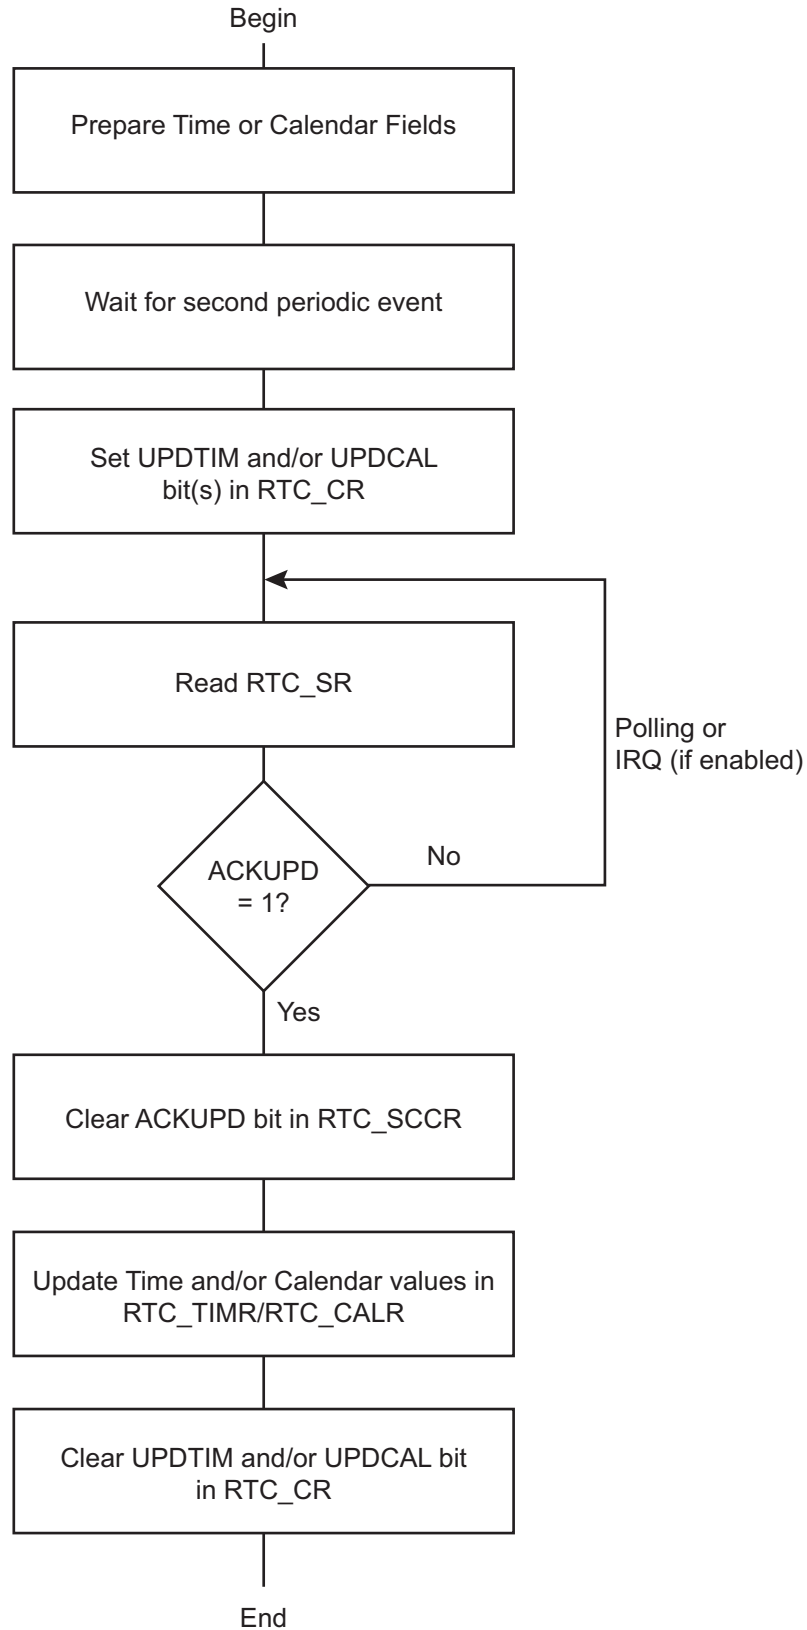 Begin
Prepare Time or Calendar Fields
Wait for second periodic event
Set UPDTIM and/or UPDCAL
bit(s) in RTC_CR
Read RTC_SR
Polling or
IRQ (if enabled)
ACKUPD
= 1?
No
Yes
Clear ACKUPD bit in RTC_SCCR
Update Time and/or Calendar values in
RTC_TIMR/RTC_CALR
Clear UPDTIM and/or UPDCAL bit
in RTC_CR
End